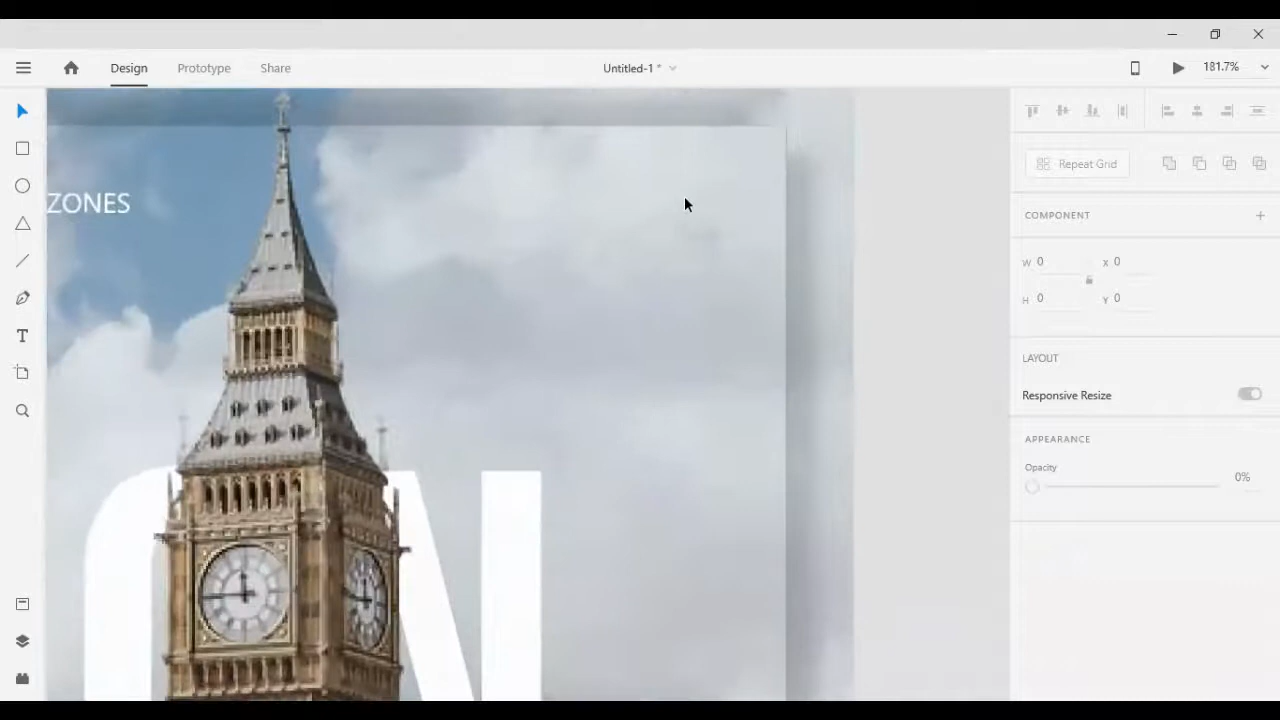 Design
Prototype
Share
Untitled-1 *
181.7%
Repeat Grid
COMPONENT
W 0
X 0
H 0
Y 0
LAYOUT
Responsive Resize
APPEARANCE
Opacity
0%
ZONES
ON